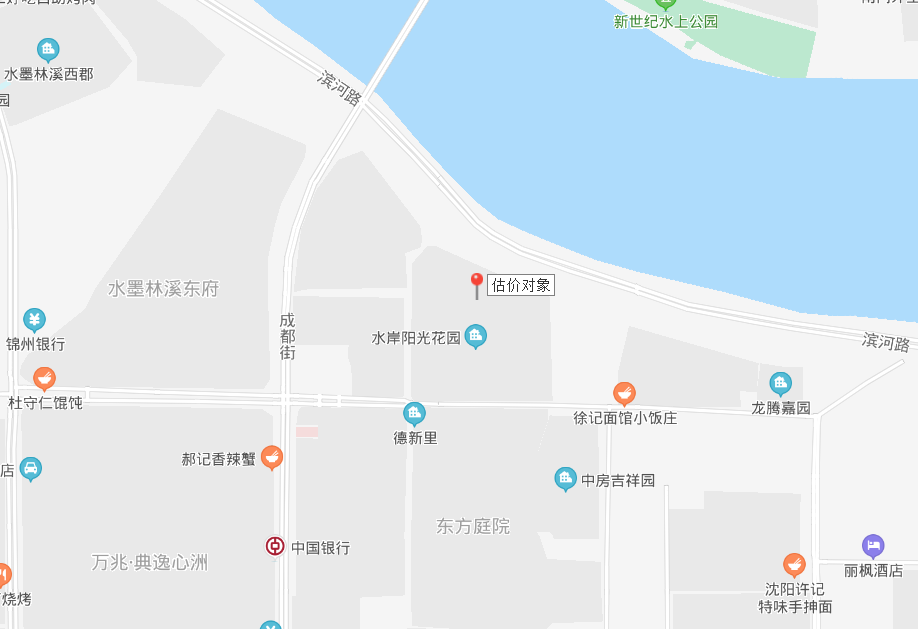 新世纪水上公园
水墨林溪西郡
园
滨河路
水墨林溪东府
估价对象
成都街
锦州银行
水岸阳光花园
滨河路
杜守仁馄饨
龙腾嘉园
徐记面馆小饭庄
德新里
郝记香辣蟹
店
中房吉祥园
东方庭院
中国银行
万兆·典逸心洲
丽枫酒店
沈阳许记
特味手抻面
烧烤